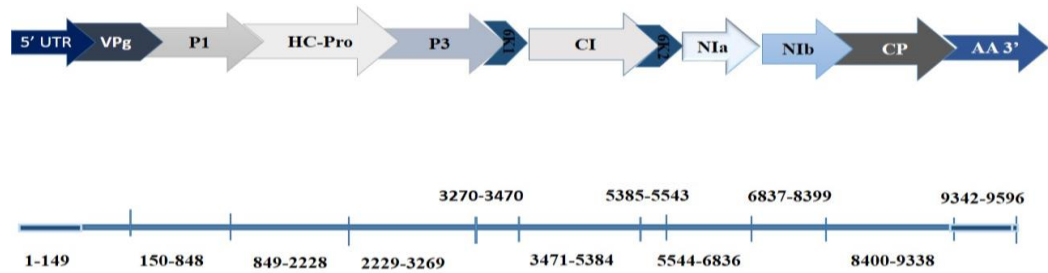 5' UTR VPg P1 HC-Pro P3 6K1 CI 6K2 NIa NIb CP AA 3’
3270-3470 5385-5543 6837-8399 9342-9596
1-149 150-848 849-2228 2229-3269 3471-5384 5544-6836 8400-9338